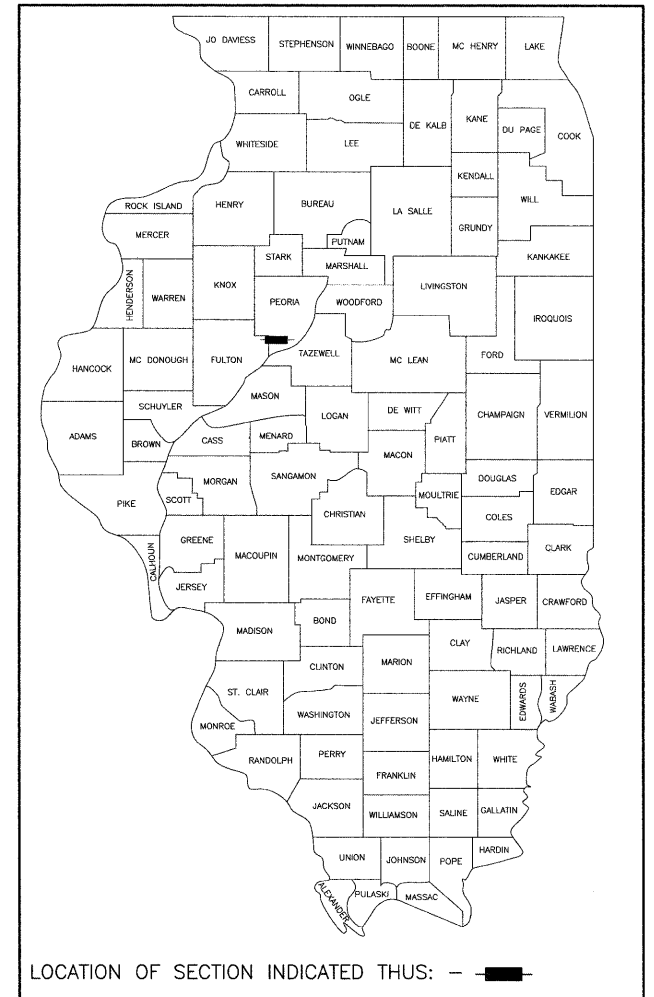 JO DAVIESS STEPHENSON WINNEBAGO BOONE MC HENRY LAKE
CARROLL OGLE DE KALB KANE DU PAGE COOK
WHITESIDE LEE
KENDALL
ROCK ISLAND HENRY BUREAU LA SALLE WILL
MERCER PUTNAM GRUNDY
STARK MARSHALL KANKAKEE
HENDERSON WARREN KNOX PEORIA WOODFORD LIVINGSTON
IROQUOIS
HANCOCK MC DONOUGH FULTON TAZEWELL MC LEAN FORD
MASON
SCHUYLER LOGAN DE WITT CHAMPAIGN VERMILION
ADAMS BROWN CASS MENARD MACON PIATT
MORGAN SANGAMON DOUGLAS
PIKE SCOTT CHRISTIAN MOULTRIE EDGAR
COLES
GREENE MACOUPIN MONTGOMERY SHELBY CLARK
CALHOUN CUMBERLAND
JERSEY FAYETTE EFFINGHAM JASPER CRAWFORD
MADISON BOND
CLAY RICHLAND LAWRENCE
CLINTON MARION
ST. CLAIR WAYNE EDWARDS WABASH
WASHINGTON JEFFERSON
MONROE
RANDOLPH PERRY HAMILTON WHITE
FRANKLIN
JACKSON WILLIAMSON SALINE GALLATIN
UNION JOHNSON POPE HARDIN
ALEXANDER PULASKI MASSAC
LOCATION OF SECTION INDICATED THUS: -